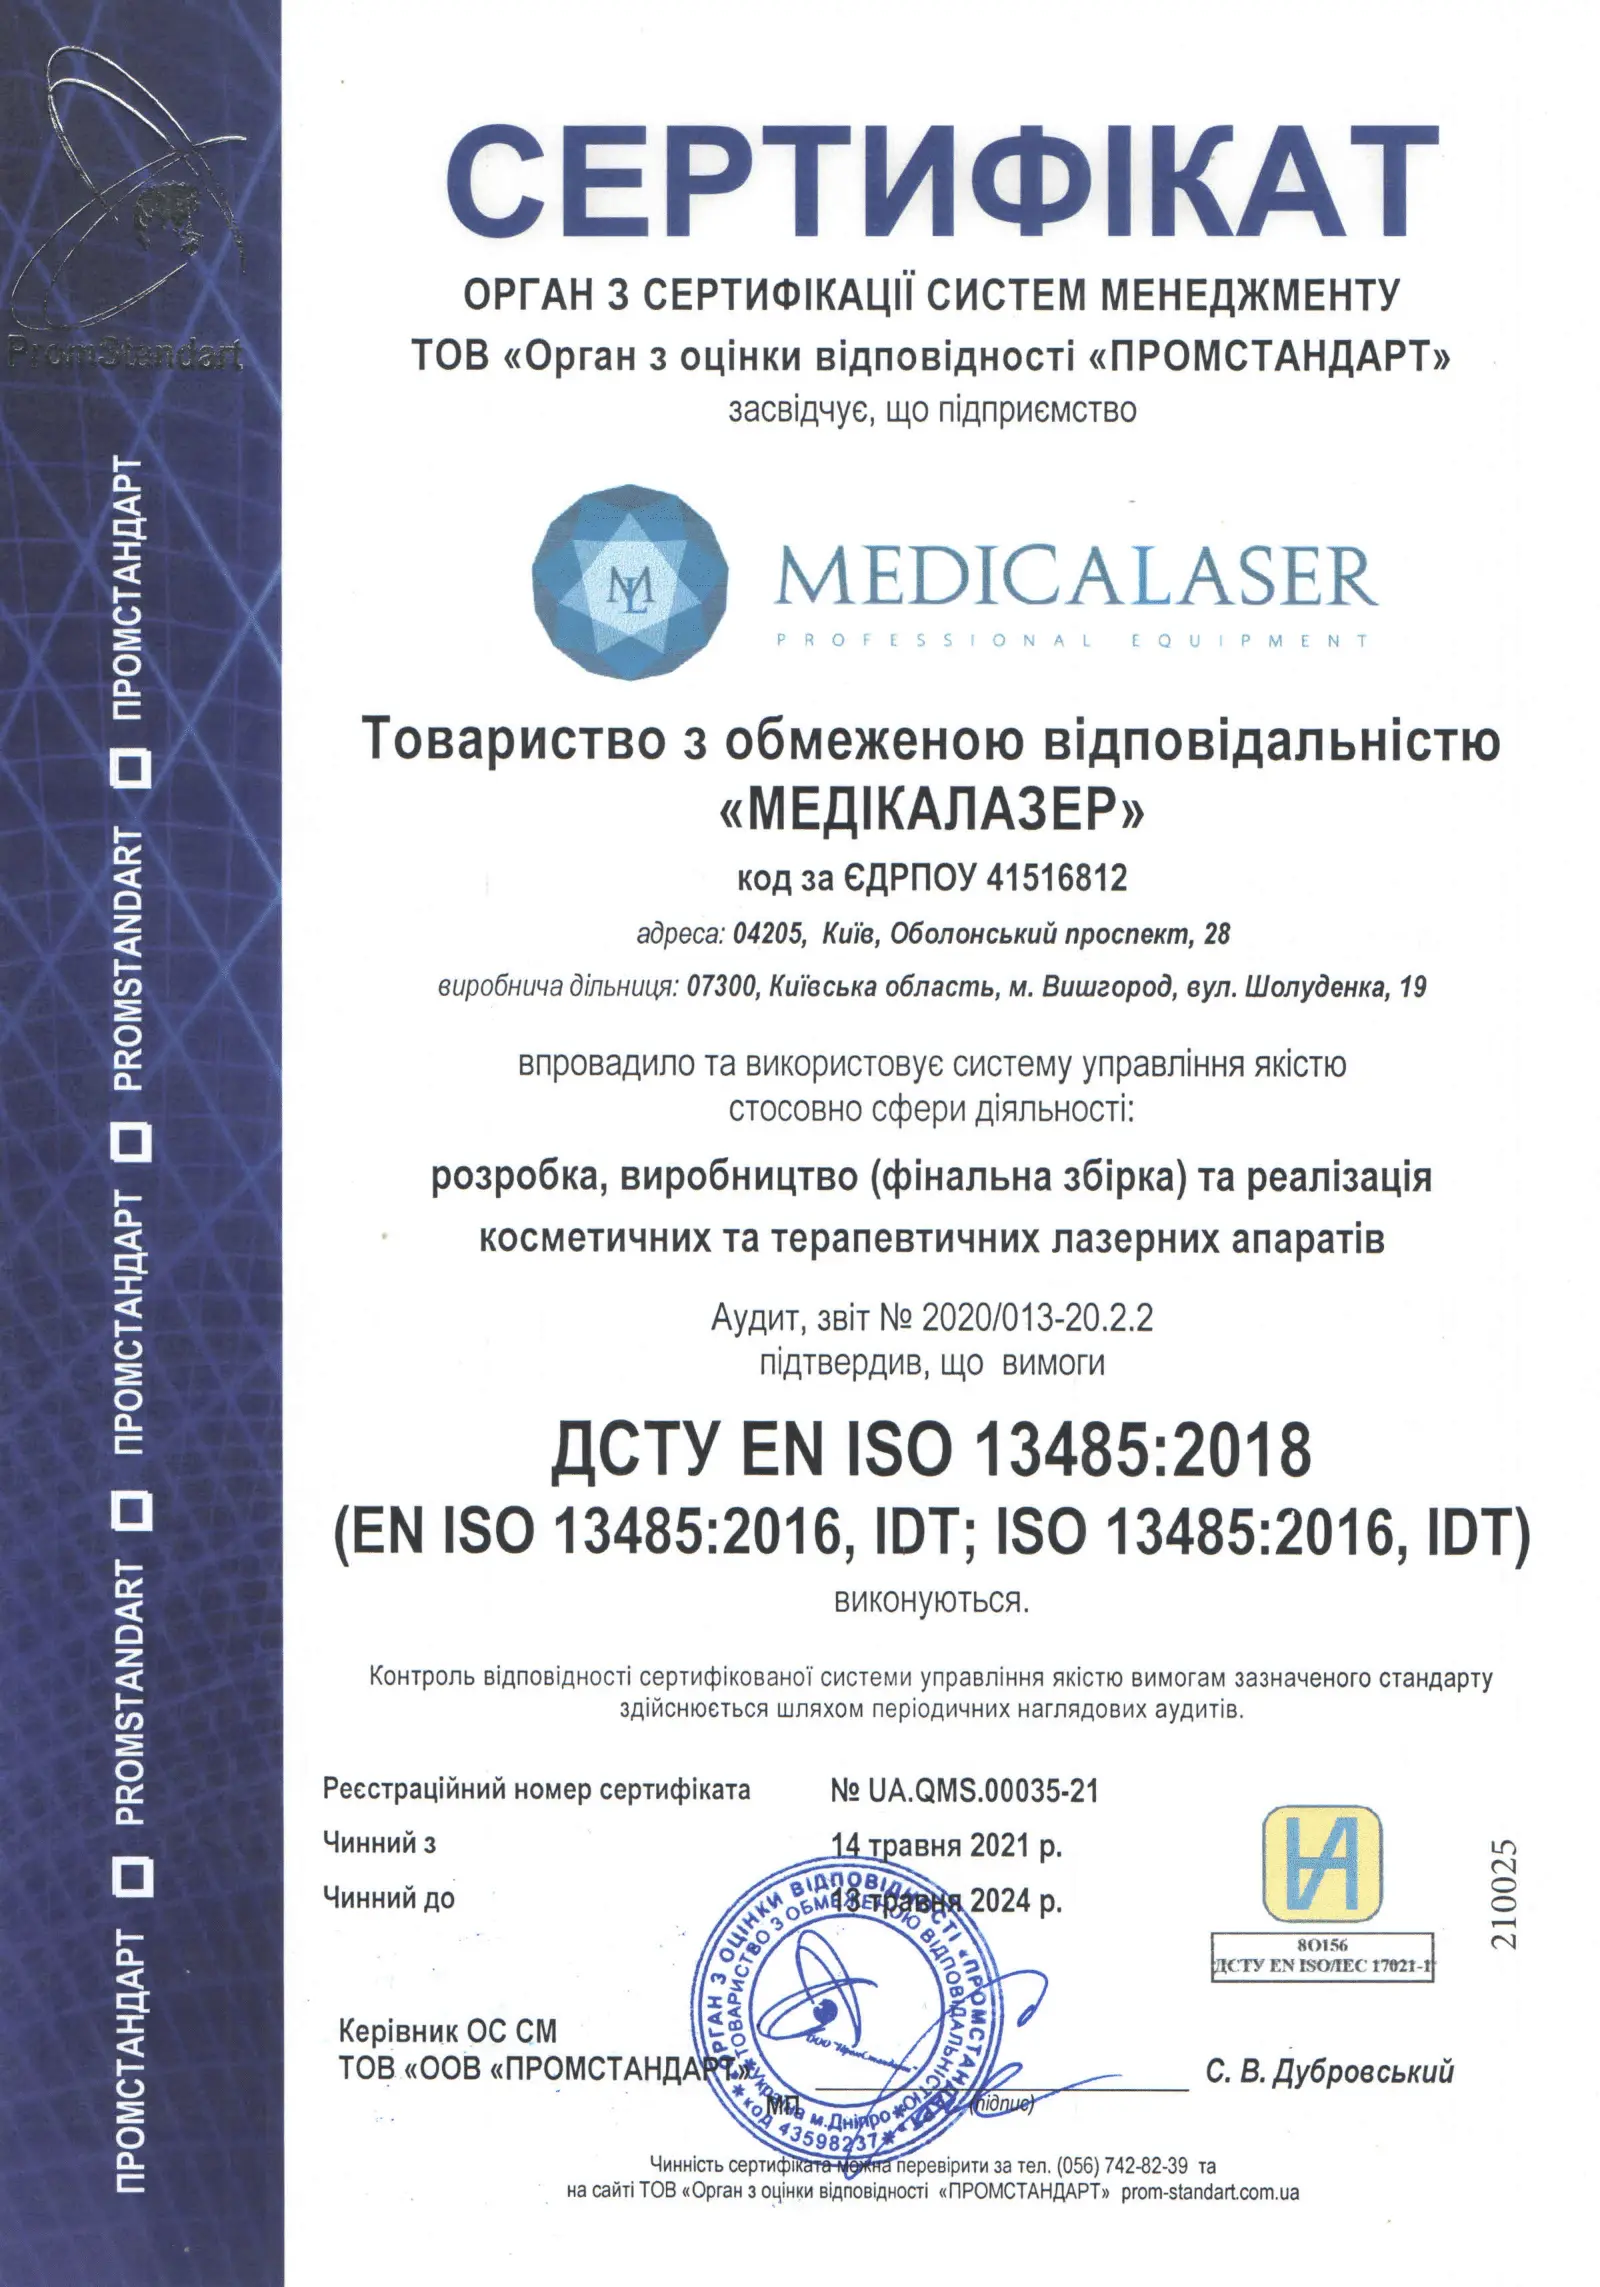 PromStandart
ПРОМСТАНДАРТ PROMSTANDART ПРОМСТАНДАРТ PROMSTANDART ПРОМСТАНДАРТ
СЕРТИФІКАТ
ОРГАН З СЕРТИФІКАЦІЇ СИСТЕМ МЕНЕДЖМЕНТУ
ТОВ «Орган з оцінки відповідності «ПРОМСТАНДАРТ»
засвідчує, що підприємство
ML
MEDICALASER
PROFESSIONAL EQUIPMENT
Товариство з обмеженою відповідальністю
«МЕДІКАЛАЗЕР»
код за ЄДРПОУ 41516812
адреса: 04205, Київ, Оболонський проспект, 28
виробнича дільниця: 07300, Київська область, м. Вишгород, вул. Шолуденка, 19
впровадило та використовує систему управління якістю
стосовно сфери діяльності:
розробка, виробництво (фінальна збірка) та реалізація
косметичних та терапевтичних лазерних апаратів
Аудит, звіт № 2020/013-20.2.2
підтвердив, що вимоги
ДСТУ EN ISO 13485:2018
(EN ISO 13485:2016, IDT; ISO 13485:2016, IDT)
виконуються.
Контроль відповідності сертифікованої системи управління якістю вимогам зазначеного стандарту
здійснюється шляхом періодичних наглядових аудитів.
Реєстраційний номер сертифіката № UA.QMS.00035-21
Чинний з 14 травня 2021 р.
Чинний до 13 травня 2024 р.
8О156
ДСТУ EN ISO/IEC 17021-1
210025
ОРГАН З ОЦІНКИ ВІДПОВІДНОСТІ «ПРОМСТАНДАРТ»
ТОВАРИСТВО З ОБМЕЖЕНОЮ ВІДПОВІДАЛЬНІСТЮ
Україна м.Дніпро
код 43598237
Керівник ОС СМ
ТОВ «ООВ «ПРОМСТАНДАРТ» С. В. Дубровський
МП (підпис)
Чинність сертифіката можна перевірити за тел. (056) 742-82-39 та
на сайті ТОВ «Орган з оцінки відповідності «ПРОМСТАНДАРТ» prom-standart.com.ua